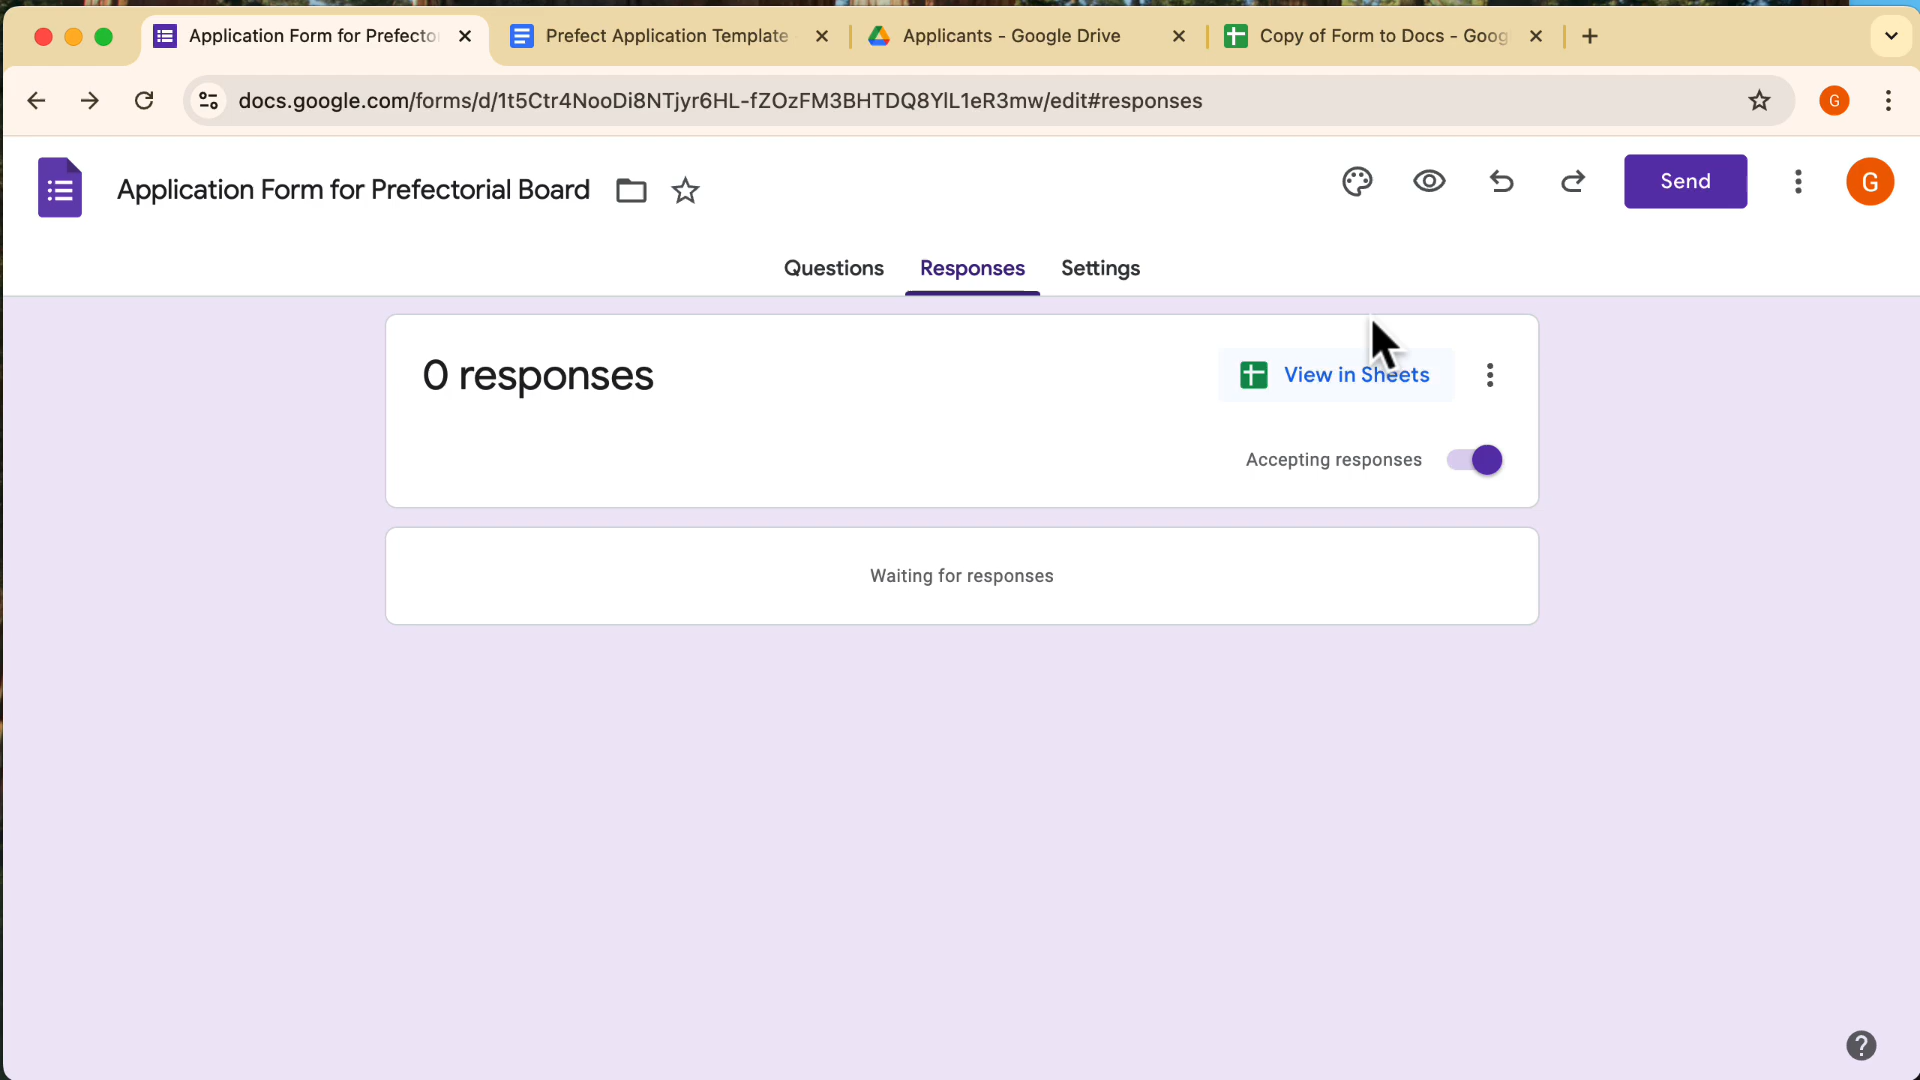 Application Form for Prefecto
Prefect Application Template
Applicants - Google Drive
Copy of Form to Docs - Goog
docs.google.com/forms/d/1t5Ctr4NooDi8NTjyr6HL-fZOzFM3BHTDQ8YlL1eR3mw/edit#responses
G
Application Form for Prefectorial Board
Send
G
Questions
Responses
Settings
0 responses
View in Sheets
Accepting responses
Waiting for responses